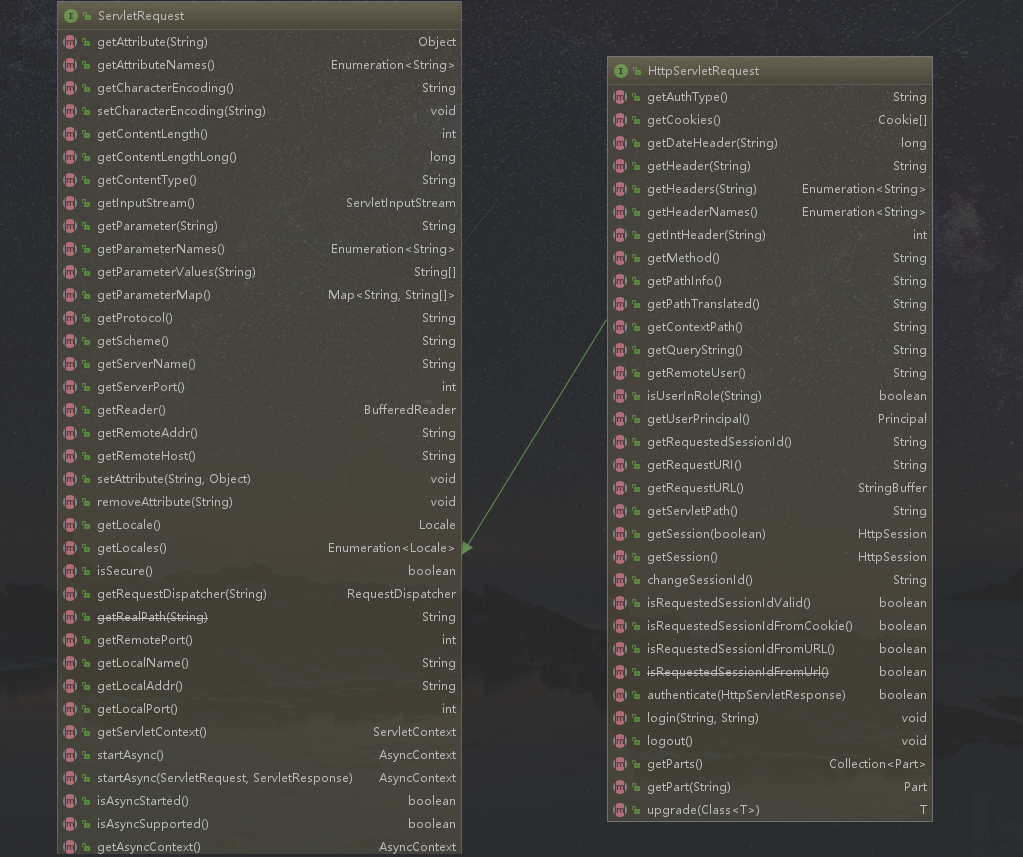 ServletRequest
getAttribute(String) Object
getAttributeNames() Enumeration<String>
getCharacterEncoding() String
setCharacterEncoding(String) void
getContentLength() int
getContentLengthLong() long
getContentType() String
getInputStream() ServletInputStream
getParameter(String) String
getParameterNames() Enumeration<String>
getParameterValues(String) String[]
getParameterMap() Map<String, String[]>
getProtocol() String
getScheme() String
getServerName() String
getServerPort() int
getReader() BufferedReader
getRemoteAddr() String
getRemoteHost() String
setAttribute(String, Object) void
removeAttribute(String) void
getLocale() Locale
getLocales() Enumeration<Locale>
isSecure() boolean
getRequestDispatcher(String) RequestDispatcher
getRealPath(String) String
getRemotePort() int
getLocalName() String
getLocalAddr() String
getLocalPort() int
getServletContext() ServletContext
startAsync() AsyncContext
startAsync(ServletRequest, ServletResponse) AsyncContext
isAsyncStarted() boolean
isAsyncSupported() boolean
getAsyncContext() AsyncContext
HttpServletRequest
getAuthType() String
getCookies() Cookie[]
getDateHeader(String) long
getHeader(String) String
getHeaders(String) Enumeration<String>
getHeaderNames() Enumeration<String>
getIntHeader(String) int
getMethod() String
getPathInfo() String
getPathTranslated() String
getContextPath() String
getQueryString() String
getRemoteUser() String
isUserInRole(String) boolean
getUserPrincipal() Principal
getRequestedSessionId() String
getRequestURI() String
getRequestURL() StringBuffer
getServletPath() String
getSession(boolean) HttpSession
getSession() HttpSession
changeSessionId() String
isRequestedSessionIdValid() boolean
isRequestedSessionIdFromCookie() boolean
isRequestedSessionIdFromURL() boolean
isRequestedSessionIdFromUrl() boolean
authenticate(HttpServletResponse) boolean
login(String, String) void
logout() void
getParts() Collection<Part>
getPart(String) Part
upgrade(Class<T>) T